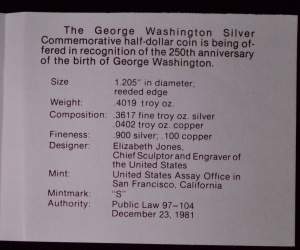 The George Washington Silver
Commemorative half-dollar coin is being of-
fered in recognition of the 250th anniversary
of the birth of George Washington.
Size 1.205" in diameter;
reeded edge
Weight: .4019 troy oz.
Composition: .3617 fine troy oz. silver
.0402 troy oz. copper
Fineness: .900 silver; .100 copper
Designer: Elizabeth Jones,
Chief Sculptor and Engraver of
the United States
Mint: United States Assay Office in
San Francisco, California
Mintmark: "S"
Authority: Public Law 97-104
December 23, 1981